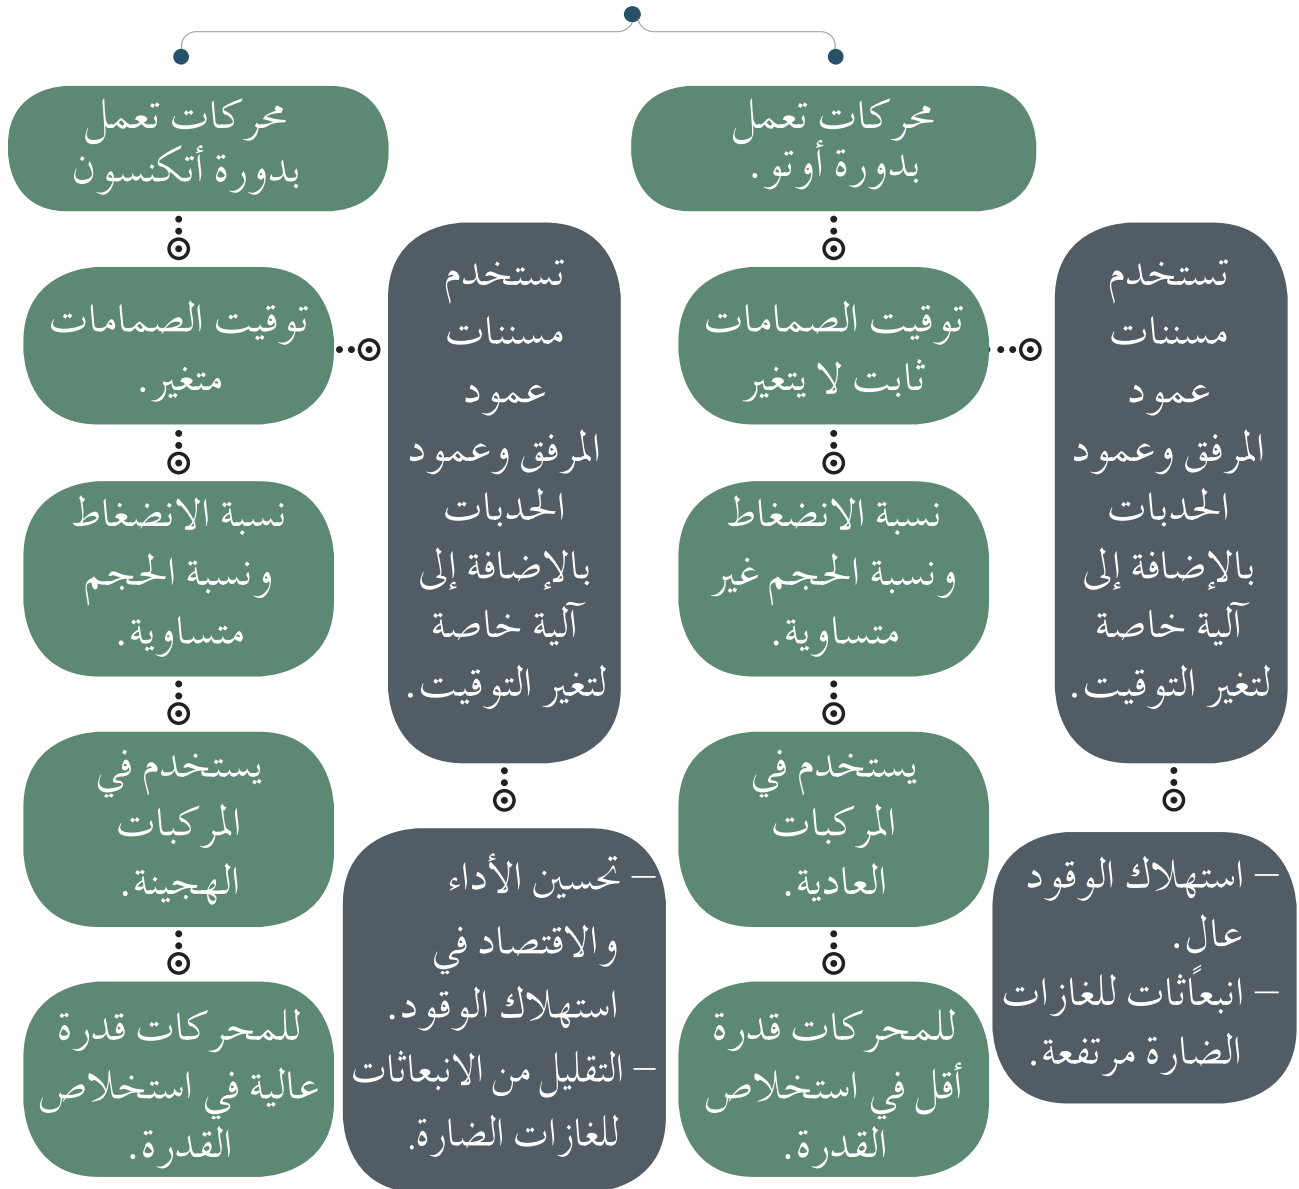 محركات تعمل
بدورة أوتو.
توقيت الصمامات
ثابت لا يتغير
تستخدم
مسننات
عمود
المرفق وعمود
الحدبات
بالإضافة إلى
آلية خاصة
لتغير التوقيت.
– استهلاك الوقود
عال.
– انبعاًثات للغازات
الضارة مرتفعة.
نسبة الانضغاط
ونسبة الحجم غير
متساوية.
يستخدم في
المركبات
العادية.
للمحركات قدرة
أقل في استخلاص
القدرة.
محركات تعمل
بدورة أتكنسون
توقيت الصمامات
متغير.
تستخدم
مسننات
عمود
المرفق وعمود
الحدبات
بالإضافة إلى
آلية خاصة
لتغير التوقيت.
– تحسين الأداء
والاقتصاد في
استهلاك الوقود.
– التقليل من الانبعاثات
للغازات الضارة.
نسبة الانضغاط
ونسبة الحجم
متساوية.
يستخدم في
المركبات
الهجينة.
للمحركات قدرة
عالية في استخلاص
القدرة.